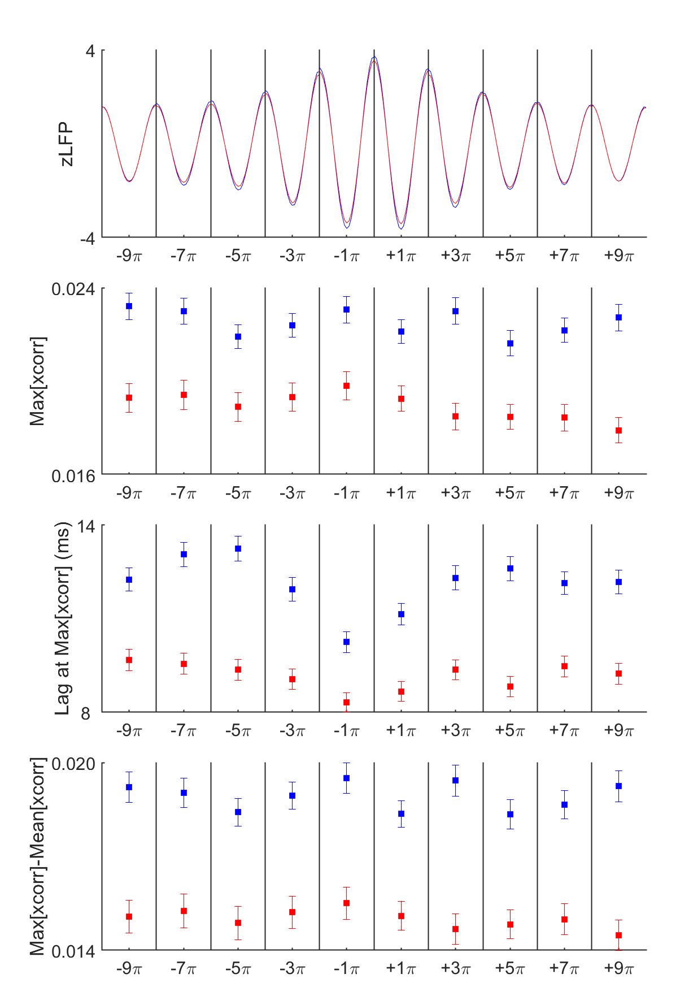 4
zLFP
-4
-9π -7π -5π -3π -1π +1π +3π +5π +7π +9π
0.024
Max[xcorr]
0.016
-9π -7π -5π -3π -1π +1π +3π +5π +7π +9π
14
Lag at Max[xcorr] (ms)
8
-9π -7π -5π -3π -1π +1π +3π +5π +7π +9π
0.020
Max[xcorr]-Mean[xcorr]
0.014
-9π -7π -5π -3π -1π +1π +3π +5π +7π +9π